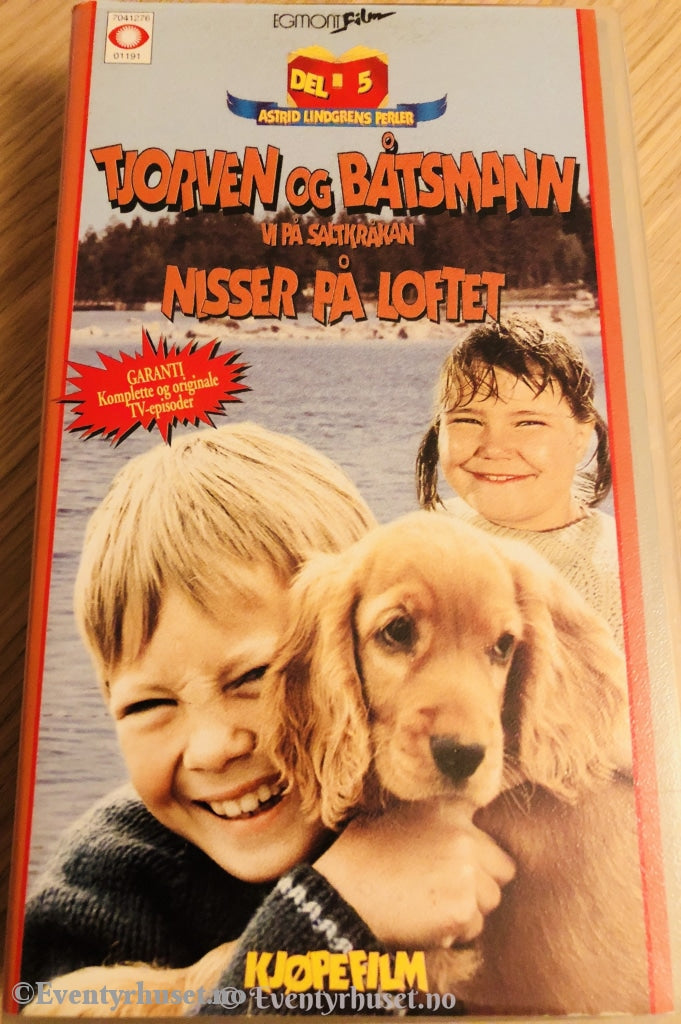 7041276
01191
EGMONT Film
DEL 5
ASTRID LINDGRENS PERLER
TJORVEN OG BÅTSMANN
VI PÅ SALTKRÅKAN
NISSER PÅ LOFTET
GARANTI
Komplette og originale
TV-episoder
KJØPEFILM
©Eventyrhuset.no © Eventyrhuset.no